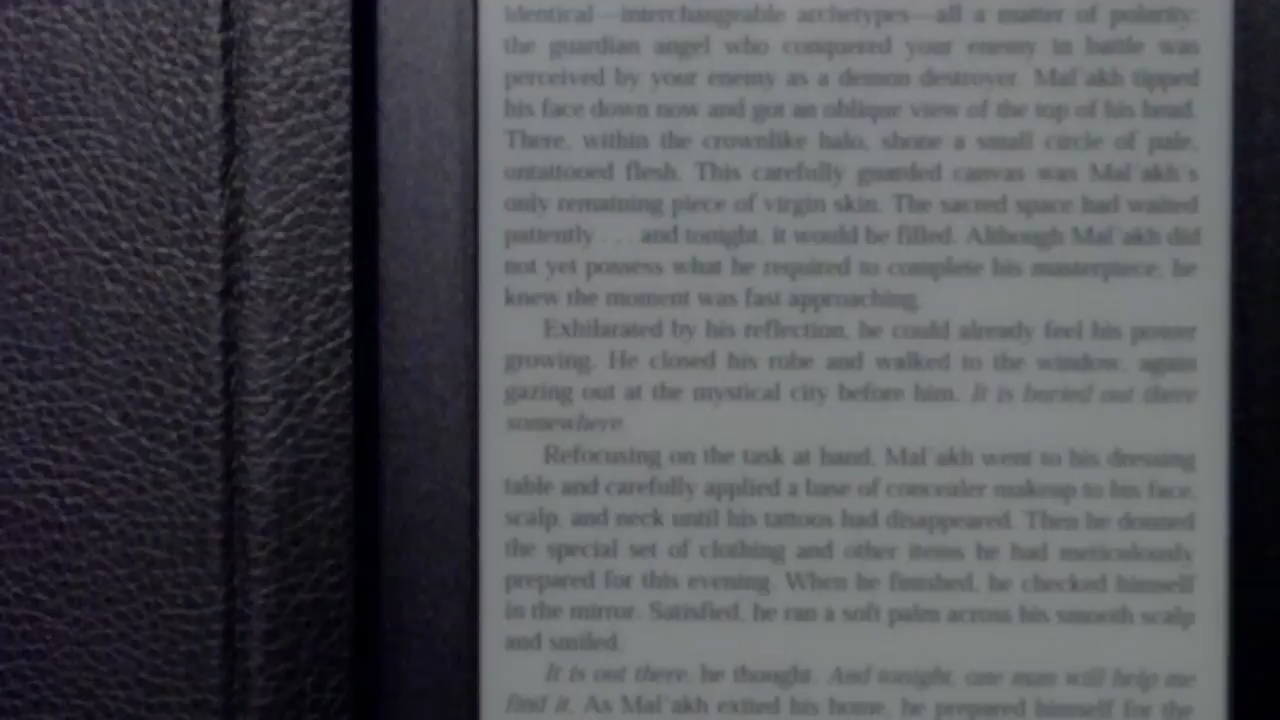 identical—interchangeable archetypes—all a matter of polarity:
the guardian angel who conquered your enemy in battle was
perceived by your enemy as a demon destroyer. Mal'akh tipped
his face down now and got an oblique view of the top of his head.
There, within the crownlike halo, shone a small circle of pale,
untattooed flesh. This carefully guarded canvas was Mal'akh's
only remaining piece of virgin skin. The sacred space had waited
patiently . . . and tonight, it would be filled. Although Mal'akh did
not yet possess what he required to complete his masterpiece, he
knew the moment was fast approaching.
Exhilarated by his reflection, he could already feel his power
growing. He closed his robe and walked to the window, again
gazing out at the mystical city before him. It is buried out there
somewhere.
Refocusing on the task at hand, Mal'akh went to his dressing
table and carefully applied a base of concealer makeup to his face,
scalp, and neck until his tattoos had disappeared. Then he donned
the special set of clothing and other items he had meticulously
prepared for this evening. When he finished, he checked himself
in the mirror. Satisfied, he ran a soft palm across his smooth scalp
and smiled.
It is out there, he thought. And tonight, one man will help me
find it. As Mal'akh exited his home, he prepared himself for the